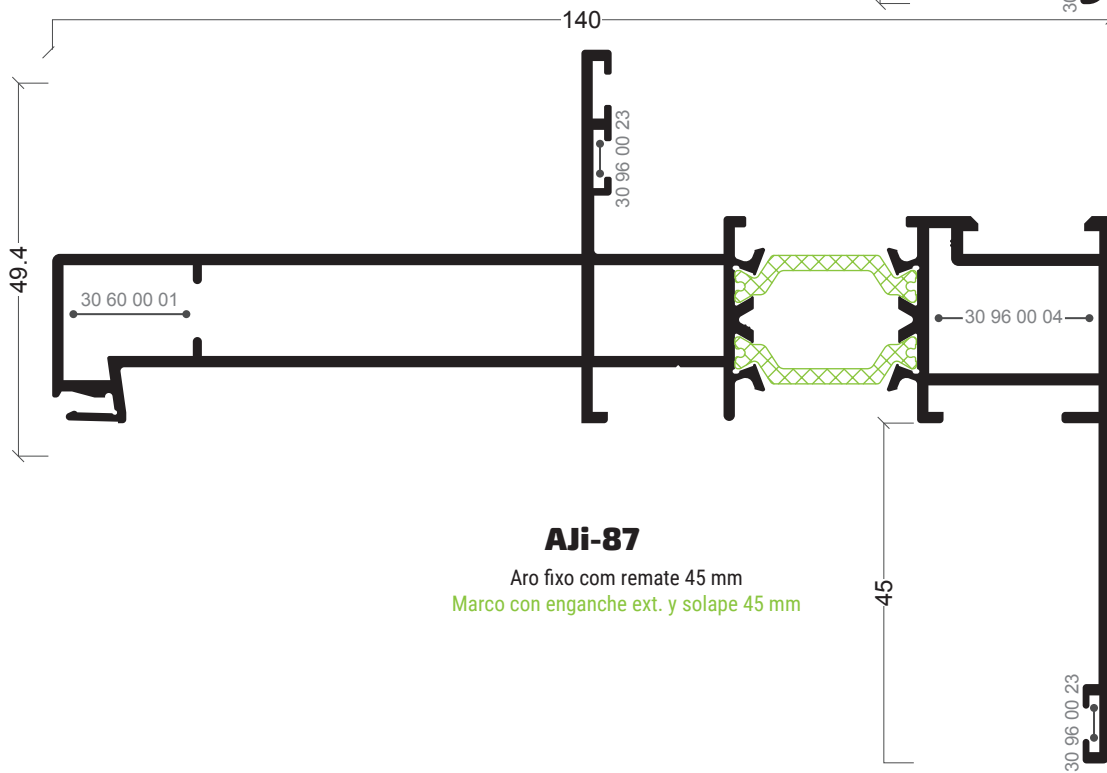 140
30 96 00 23
49.4
30 60 00 01
30 96 00 04
AJi-87
Aro fixo com remate 45 mm
Marco con enganche ext. y solape 45 mm
45
30 96 00 23